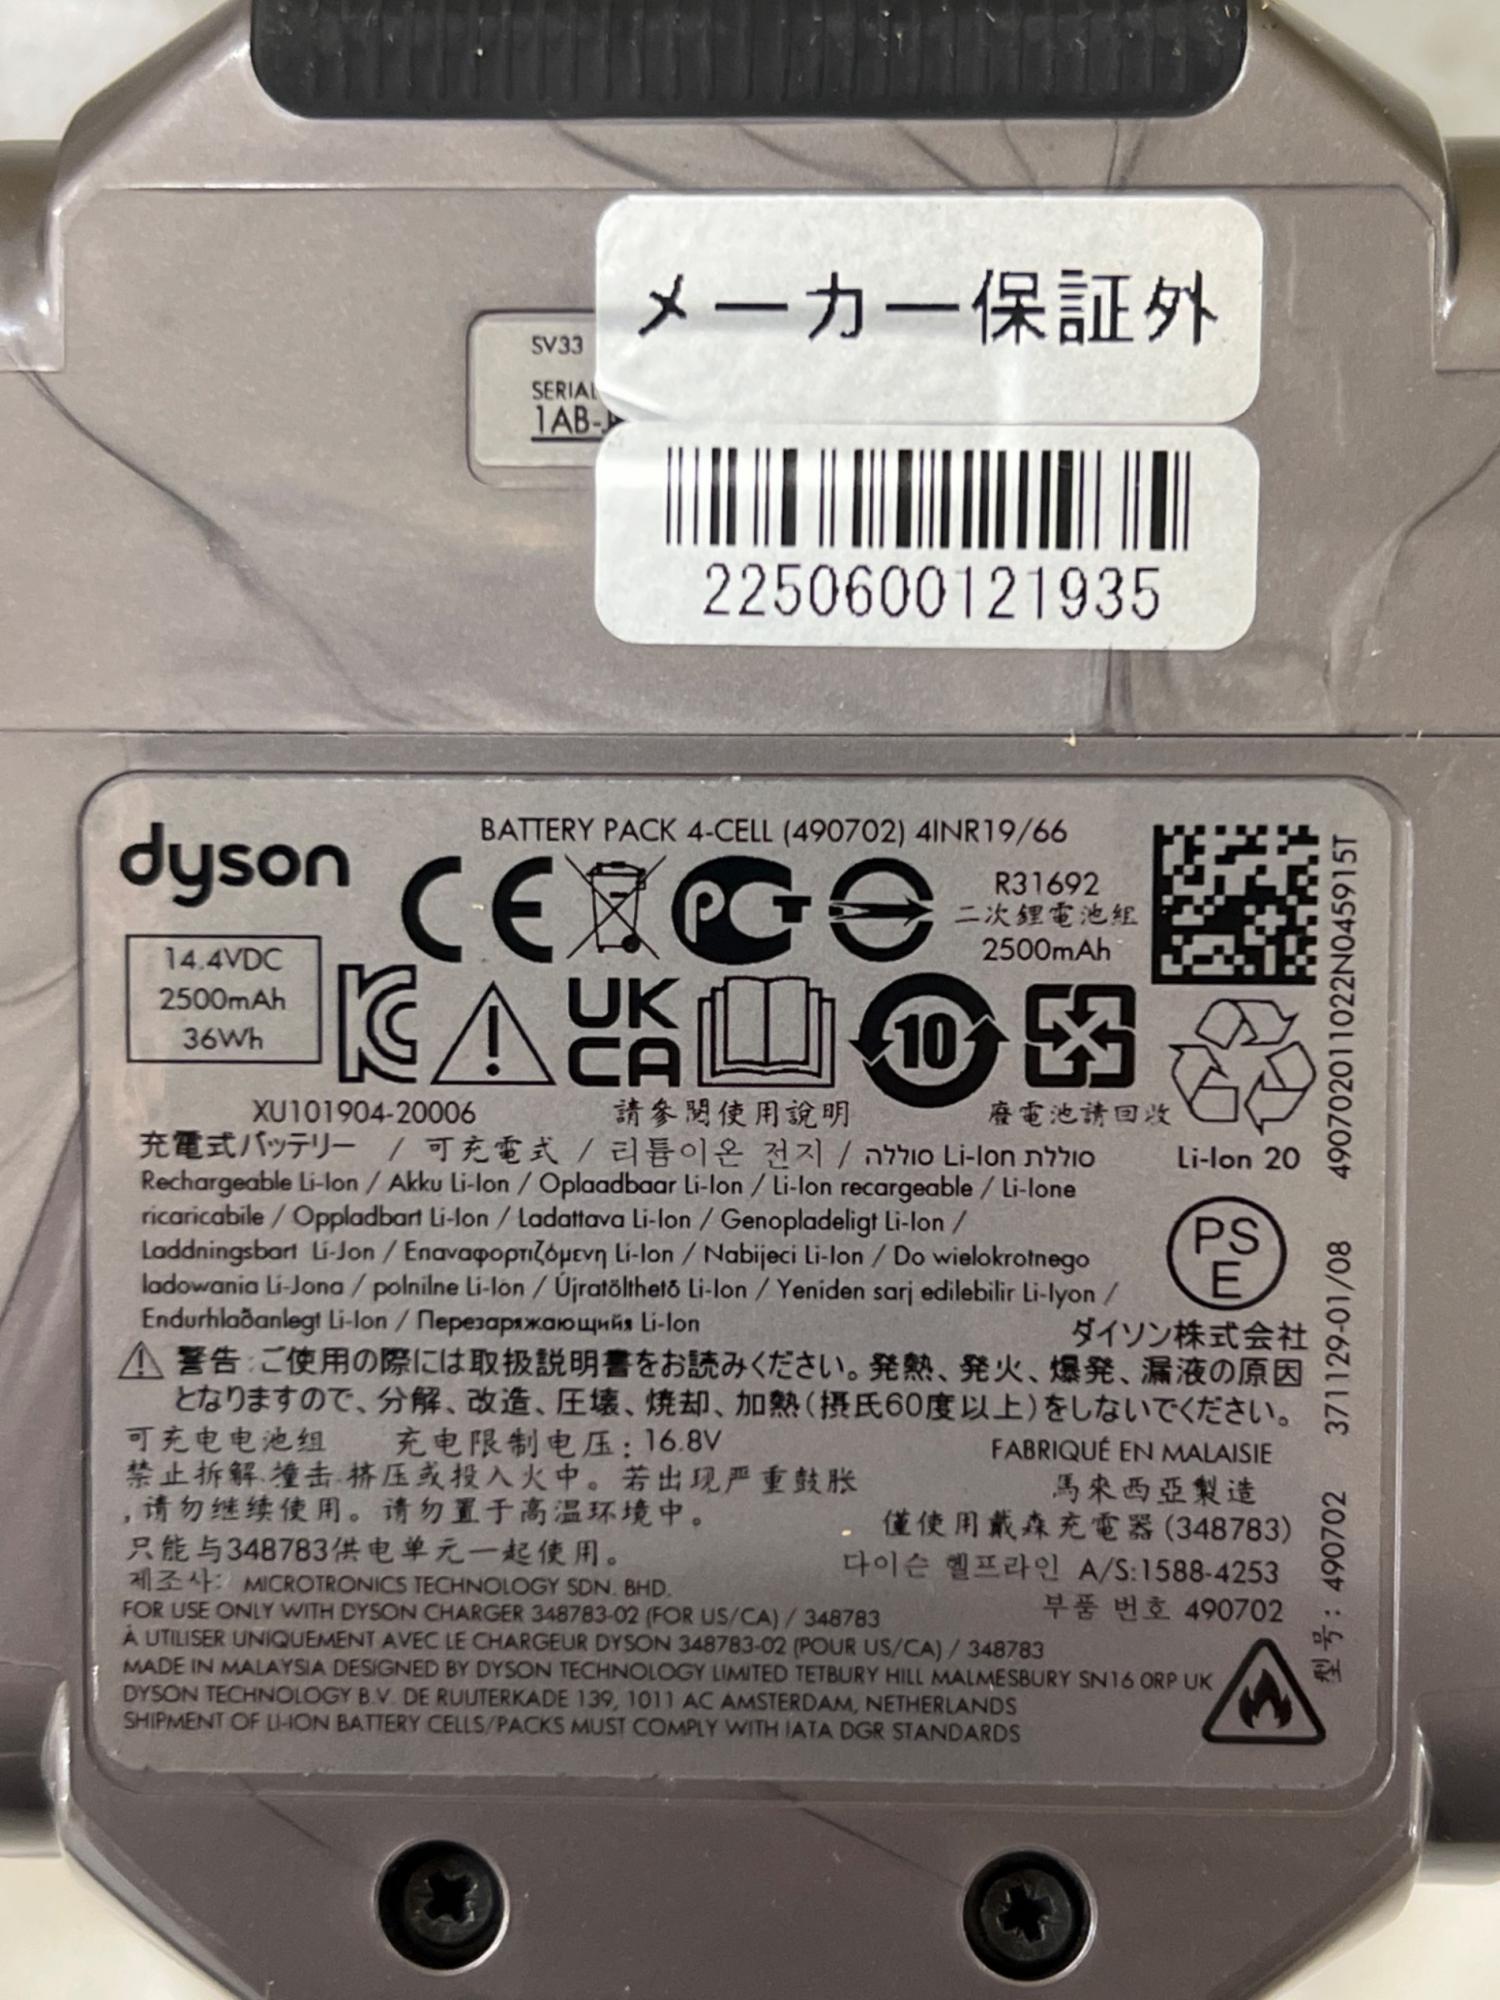 メーカー保証外
SV33
SERIAL
1AB-
2250600121935
dyson
BATTERY PACK 4-CELL (490702) 4INR19/66
R31692
二次鋰電池組
2500mAh
14.4VDC
2500mAh
36Wh
UK
CA
10
XU101904-20006
請參閱使用說明
廢電池請回收
充電式バッテリー / 可充電式 / 리튬이온 전지 / סוללה Li-Ion סוללת
Li-Ion 20
Rechargeable Li-Ion / Akku Li-Ion / Oplaadbaar Li-Ion / Li-Ion recargeable / Li-Ione
ricaricabile / Oppladbart Li-Ion / Ladattava Li-Ion / Genopladeligt Li-Ion /
Laddningsbart Li-Jon / Επαναφορτιζόμενη Li-Ion / Nabijeci Li-Ion / Do wielokrotnego
ladowania Li-Jona / polnilne Li-Ion / Újratölthető Li-Ion / Yeniden sarj edilebilir Li-Iyon /
Endurhlaðanlegt Li-Ion / Перезаряжающийя Li-Ion
PS
E
ダイソン株式会社
警告:ご使用の際には取扱説明書をお読みください。発熱、発火、爆発、漏液の原因
となりますので、分解、改造、圧壊、焼却、加熱(摂氏60度以上)をしないでください。
可充电电池组 充电限制电压: 16.8V
禁止拆解.撞击.挤压或投入火中。若出现严重鼓胀
,请勿继续使用。请勿置于高温环境中。
只能与348783供电单元一起使用。
FABRIQUÉ EN MALAISIE
馬來西亞製造
僅使用戴森充電器(348783)
다이슨 헬프라인 A/S:1588-4253
부품 번호 490702
제조사: MICROTRONICS TECHNOLOGY SDN. BHD.
FOR USE ONLY WITH DYSON CHARGER 348783-02 (FOR US/CA) / 348783
À UTILISER UNIQUEMENT AVEC LE CHARGEUR DYSON 348783-02 (POUR US/CA) / 348783
MADE IN MALAYSIA DESIGNED BY DYSON TECHNOLOGY LIMITED TETBURY HILL MALMESBURY SN16 0RP UK
DYSON TECHNOLOGY B.V. DE RUIJTERKADE 139, 1011 AC AMSTERDAM, NETHERLANDS
SHIPMENT OF LI-ION BATTERY CELLS/PACKS MUST COMPLY WITH IATA DGR STANDARDS
型号: 490702 371129-01/08 490702011022N045915T